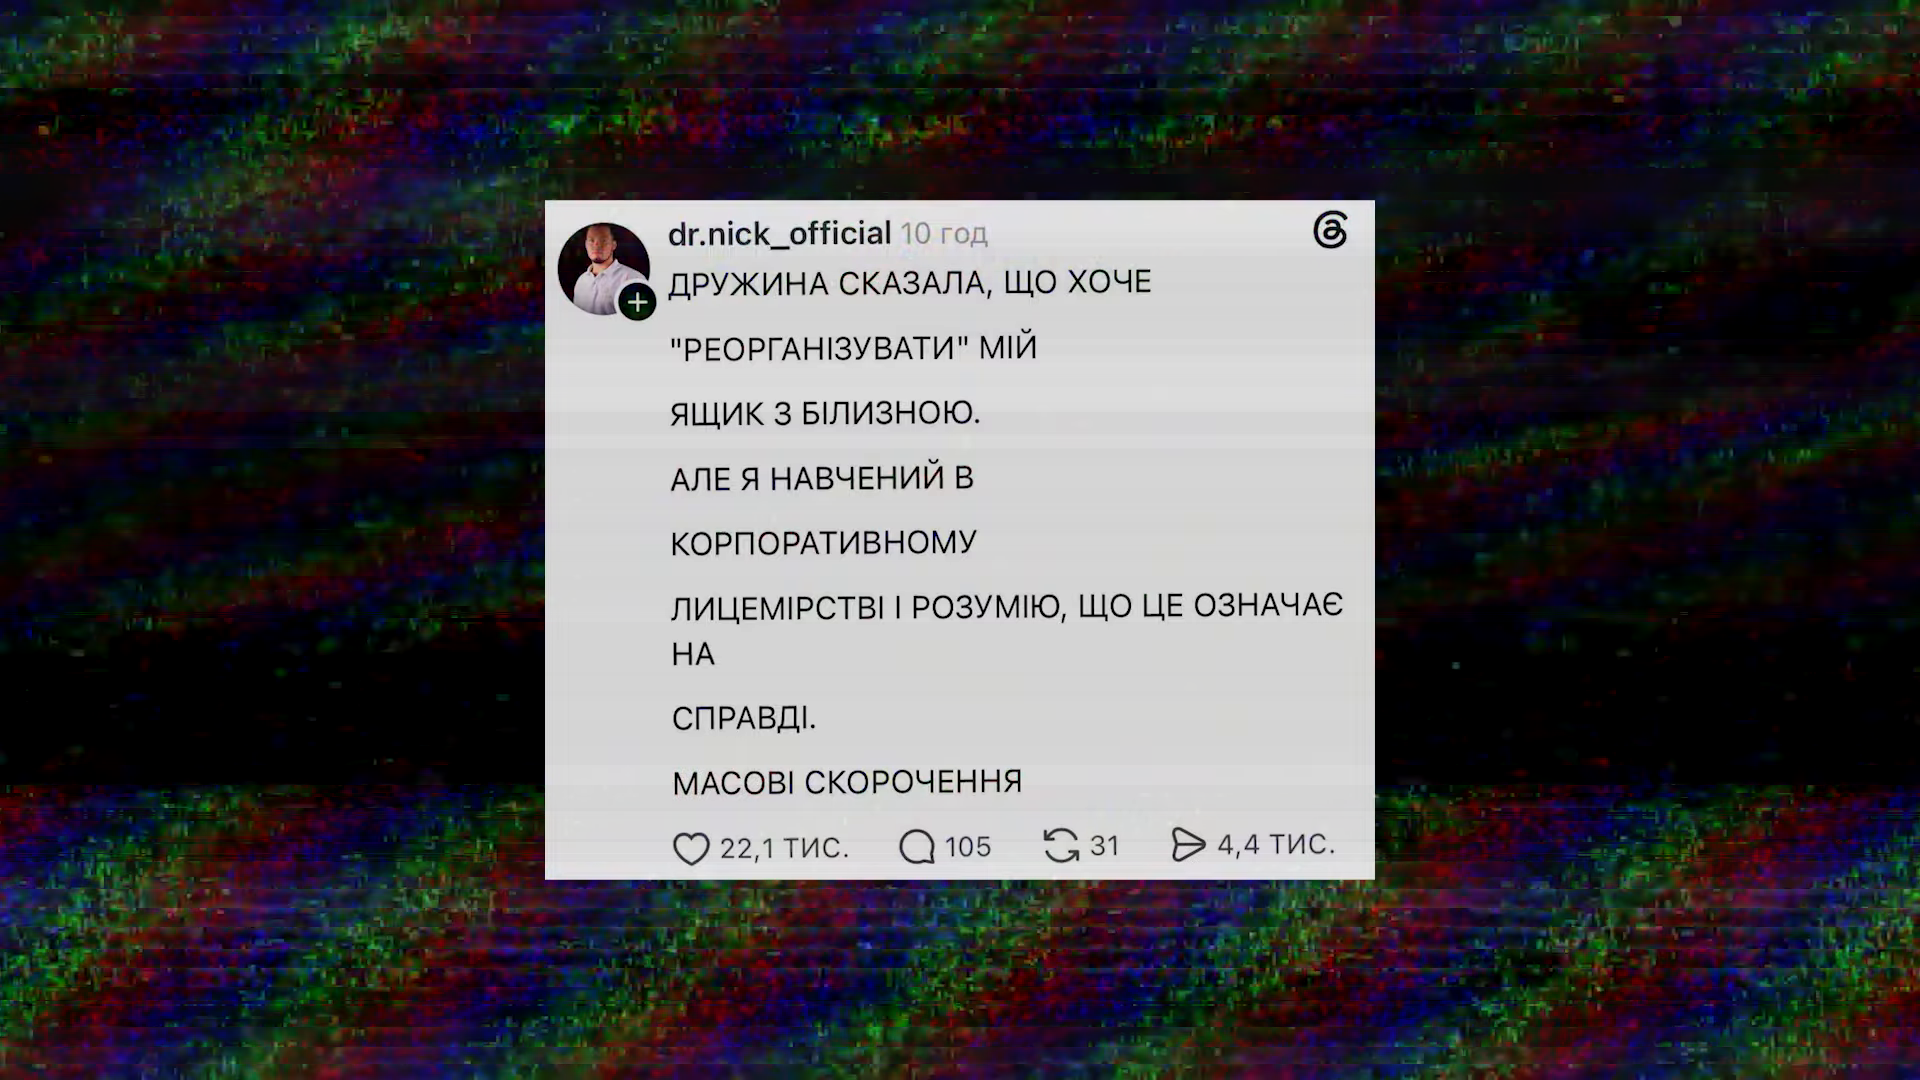 dr.nick_official 10 год
ДРУЖИНА СКАЗАЛА, ЩО ХОЧЕ
"РЕОРГАНІЗУВАТИ" МІЙ
ЯЩИК З БІЛИЗНОЮ.
АЛЕ Я НАВЧЕНИЙ В
КОРПОРАТИВНОМУ
ЛИЦЕМІРСТВІ І РОЗУМІЮ, ЩО ЦЕ ОЗНАЧАЄ
НА
СПРАВДІ.
МАСОВІ СКОРОЧЕННЯ
22,1 ТИС. 105 31 4,4 ТИС.